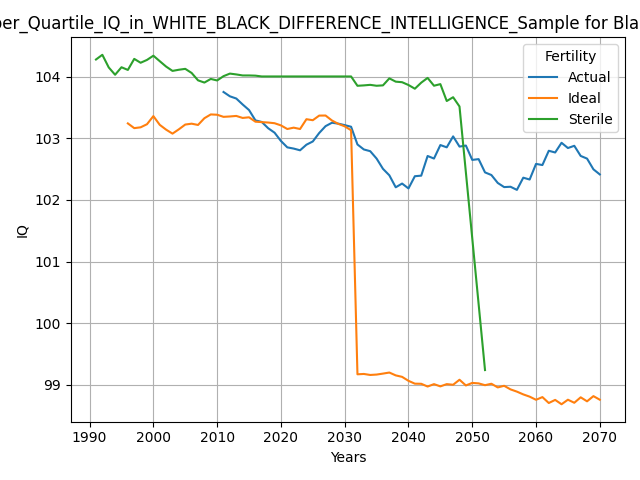 per_Quartile_IQ_in_WHITE_BLACK_DIFFERENCE_INTELLIGENCE_Sample for Bla
Fertility
Actual
Ideal
Sterile
104
103
102
101
100
99
IQ
1990 2000 2010 2020 2030 2040 2050 2060 2070
Years